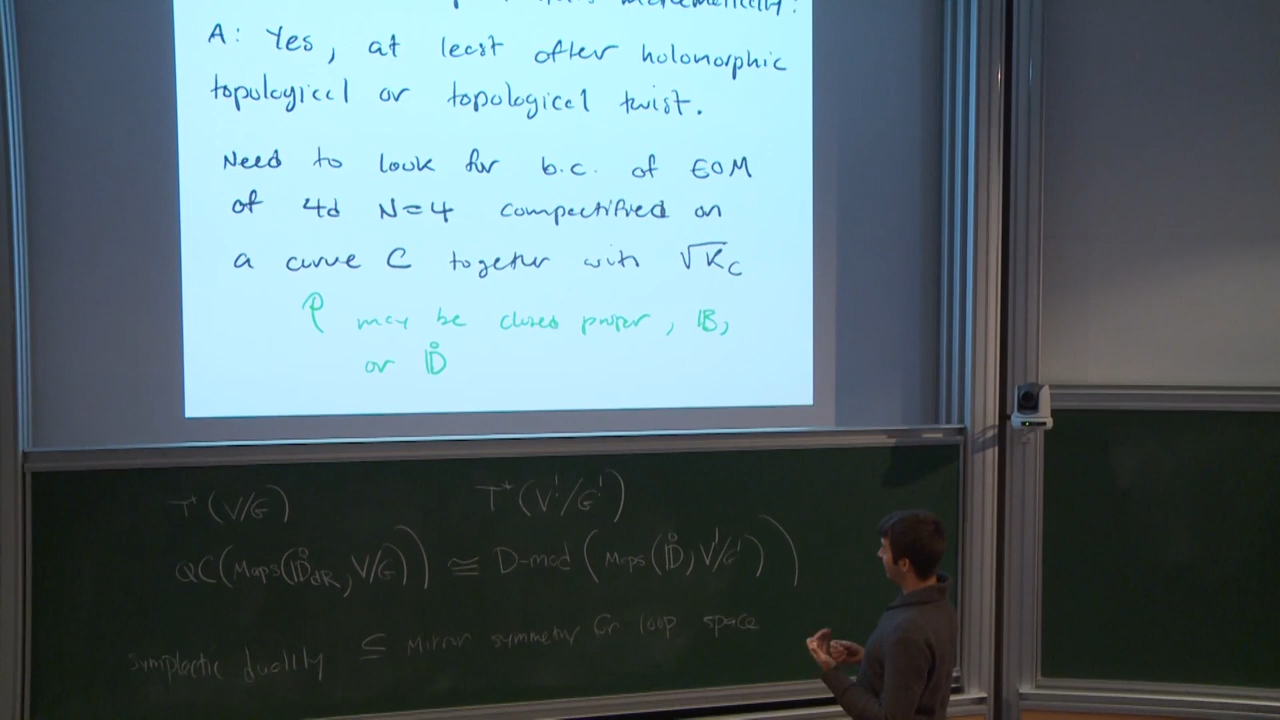 A: Yes, at least after holomorphic
topological or topological twist.
Need to look for b.c. of EOM
of 4d N=4 compactified on
a curve C together with √K_C
may be closed proper, 𝔹,
or 𝔻̊
T*(V/G) T*(V^!/G^!)
QC(Maps(𝔻̊_dR, V/G)) ≅ D-mod(Maps(𝔻̊, V^!/G^!))
symplectic duality ⊆ Mirror symmetry for loop space